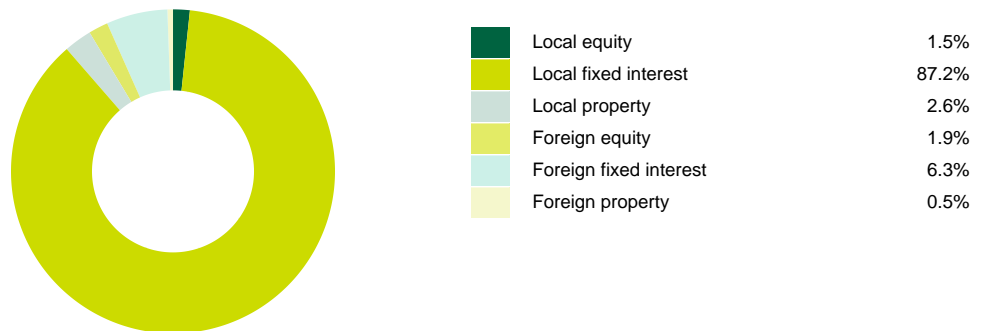 Local equity 1.5%
Local fixed interest 87.2%
Local property 2.6%
Foreign equity 1.9%
Foreign fixed interest 6.3%
Foreign property 0.5%